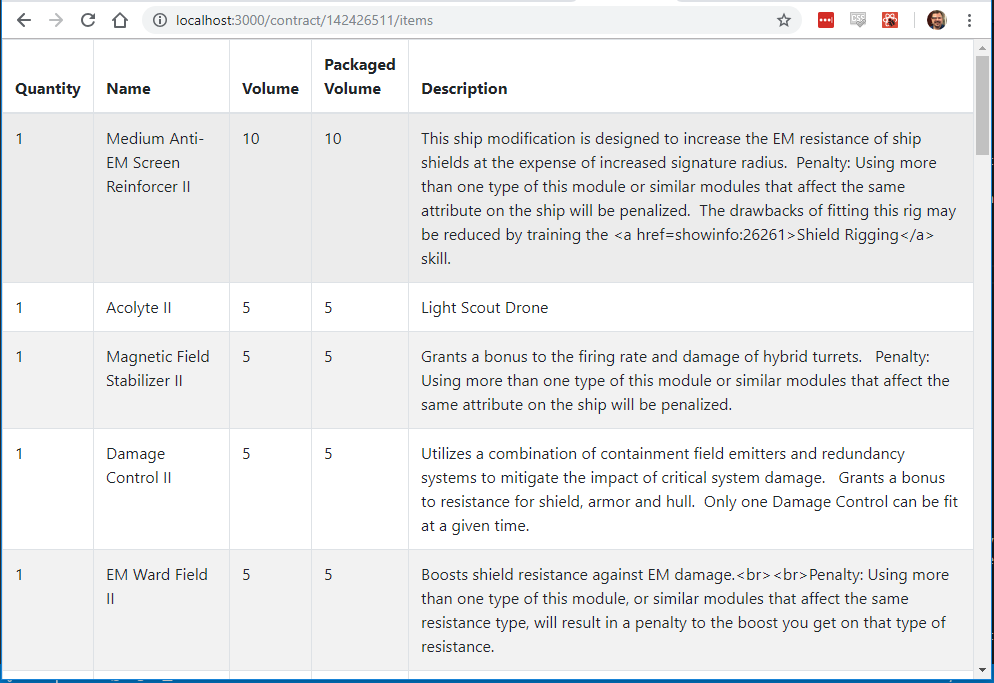 localhost:3000/contract/142426511/items
CSF
Quantity Name Volume Packaged Volume Description
1 Medium Anti- 10 10 This ship modification is designed to increase the EM resistance of ship
EM Screen shields at the expense of increased signature radius.  Penalty: Using more
Reinforcer II than one type of this module or similar modules that affect the same
attribute on the ship will be penalized.  The drawbacks of fitting this rig may
be reduced by training the <a href=showinfo:26261>Shield Rigging</a>
skill.
1 Acolyte II 5 5 Light Scout Drone
1 Magnetic Field 5 5 Grants a bonus to the firing rate and damage of hybrid turrets.   Penalty:
Stabilizer II Using more than one type of this module or similar modules that affect the
same attribute on the ship will be penalized.
1 Damage 5 5 Utilizes a combination of containment field emitters and redundancy
Control II systems to mitigate the impact of critical system damage.   Grants a bonus
to resistance for shield, armor and hull.  Only one Damage Control can be fit
at a given time.
1 EM Ward Field 5 5 Boosts shield resistance against EM damage.<br><br>Penalty: Using more
II than one type of this module, or similar modules that affect the same
resistance type, will result in a penalty to the boost you get on that type of
resistance.